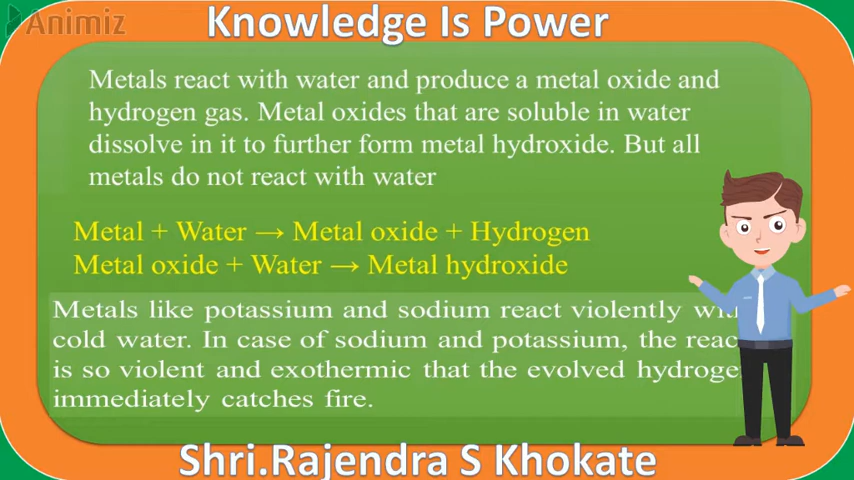 Animiz
Knowledge Is Power
Metals react with water and produce a metal oxide and
hydrogen gas. Metal oxides that are soluble in water
dissolve in it to further form metal hydroxide. But all
metals do not react with water
Metal + Water → Metal oxide + Hydrogen
Metal oxide + Water → Metal hydroxide
Metals like potassium and sodium react violently
cold water. In case of sodium and potassium, the
is so violent and exothermic that the evolved
immediately catches fire.
Shri.Rajendra S Khokate